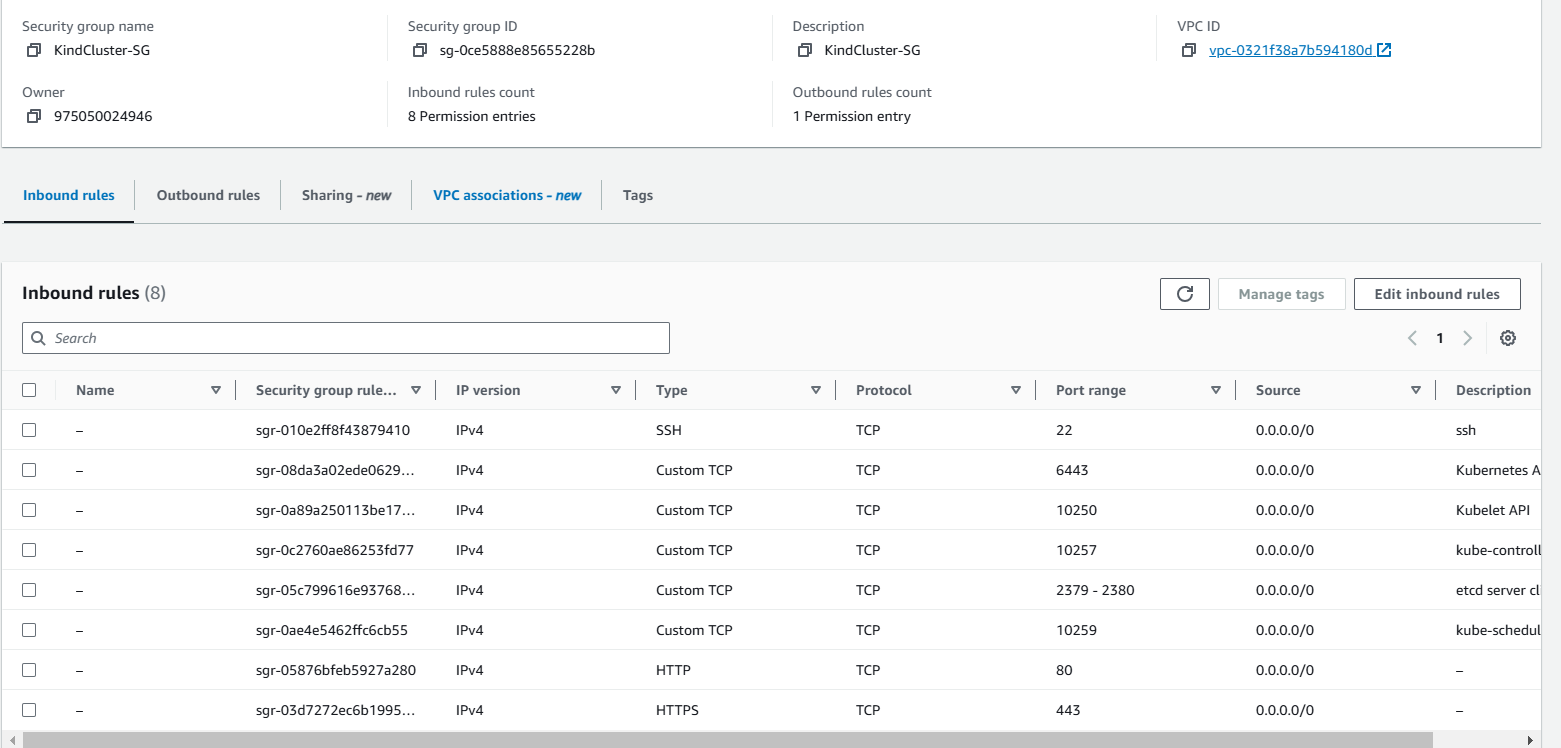 Security group name Security group ID Description VPC ID
KindCluster-SG sg-0ce5888e85655228b KindCluster-SG vpc-0321f38a7b594180d
Owner Inbound rules count Outbound rules count
975050024946 8 Permission entries 1 Permission entry
Inbound rules Outbound rules Sharing - new VPC associations - new Tags
Inbound rules (8) Manage tags Edit inbound rules
Search 1
Name Security group rule... IP version Type Protocol Port range Source Description
– sgr-010e2ff8f43879410 IPv4 SSH TCP 22 0.0.0.0/0 ssh
– sgr-08da3a02ede0629... IPv4 Custom TCP TCP 6443 0.0.0.0/0 Kubernetes A
– sgr-0a89a250113be17... IPv4 Custom TCP TCP 10250 0.0.0.0/0 Kubelet API
– sgr-0c2760ae86253fd77 IPv4 Custom TCP TCP 10257 0.0.0.0/0 kube-controll
– sgr-05c799616e93768... IPv4 Custom TCP TCP 2379 - 2380 0.0.0.0/0 etcd server cl
– sgr-0ae4e5462ffc6cb55 IPv4 Custom TCP TCP 10259 0.0.0.0/0 kube-schedul
– sgr-05876bfeb5927a280 IPv4 HTTP TCP 80 0.0.0.0/0 –
– sgr-03d7272ec6b1995... IPv4 HTTPS TCP 443 0.0.0.0/0 –